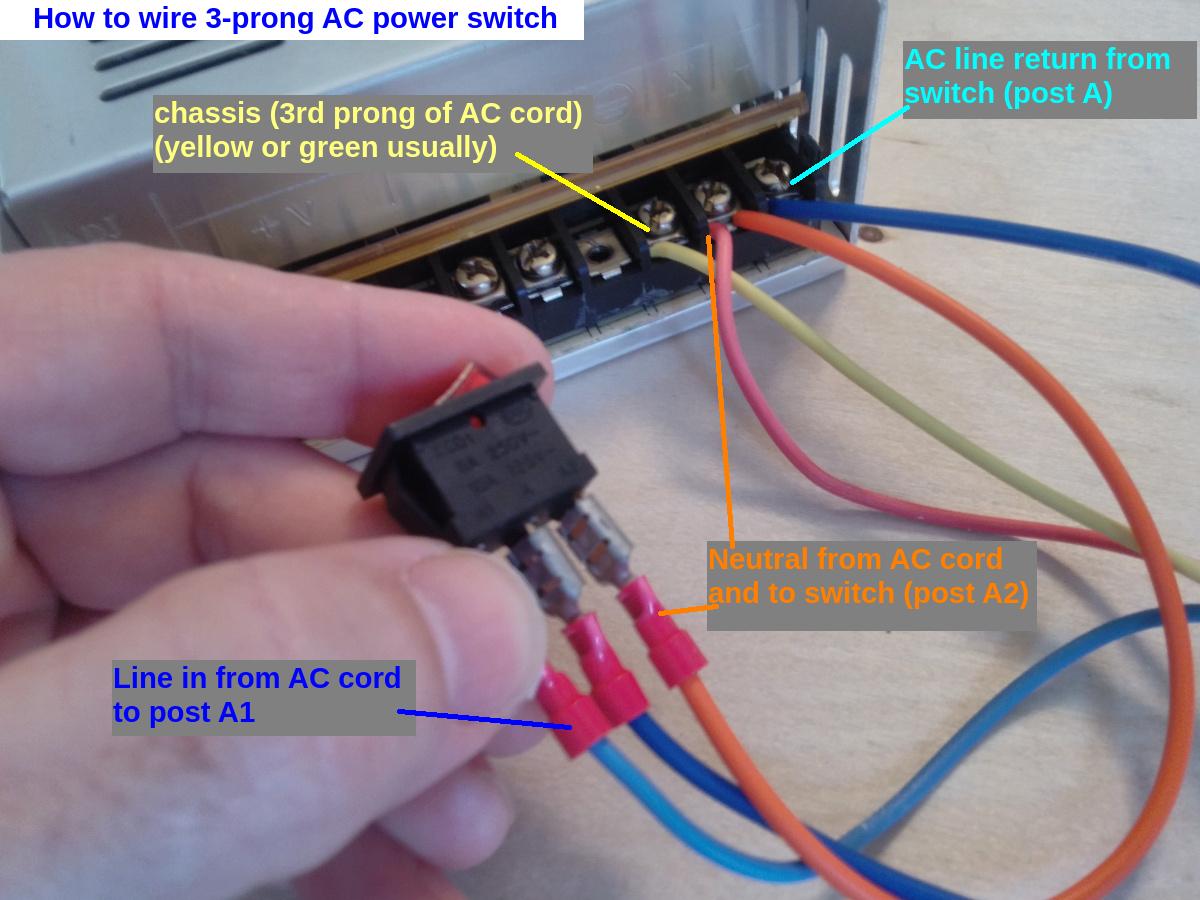 How to wire 3-prong AC power switch
AC line return from
switch (post A)
chassis (3rd prong of AC cord)
(yellow or green usually)
+V
N
Neutral from AC cord
and to switch (post A2)
Line in from AC cord
to post A1